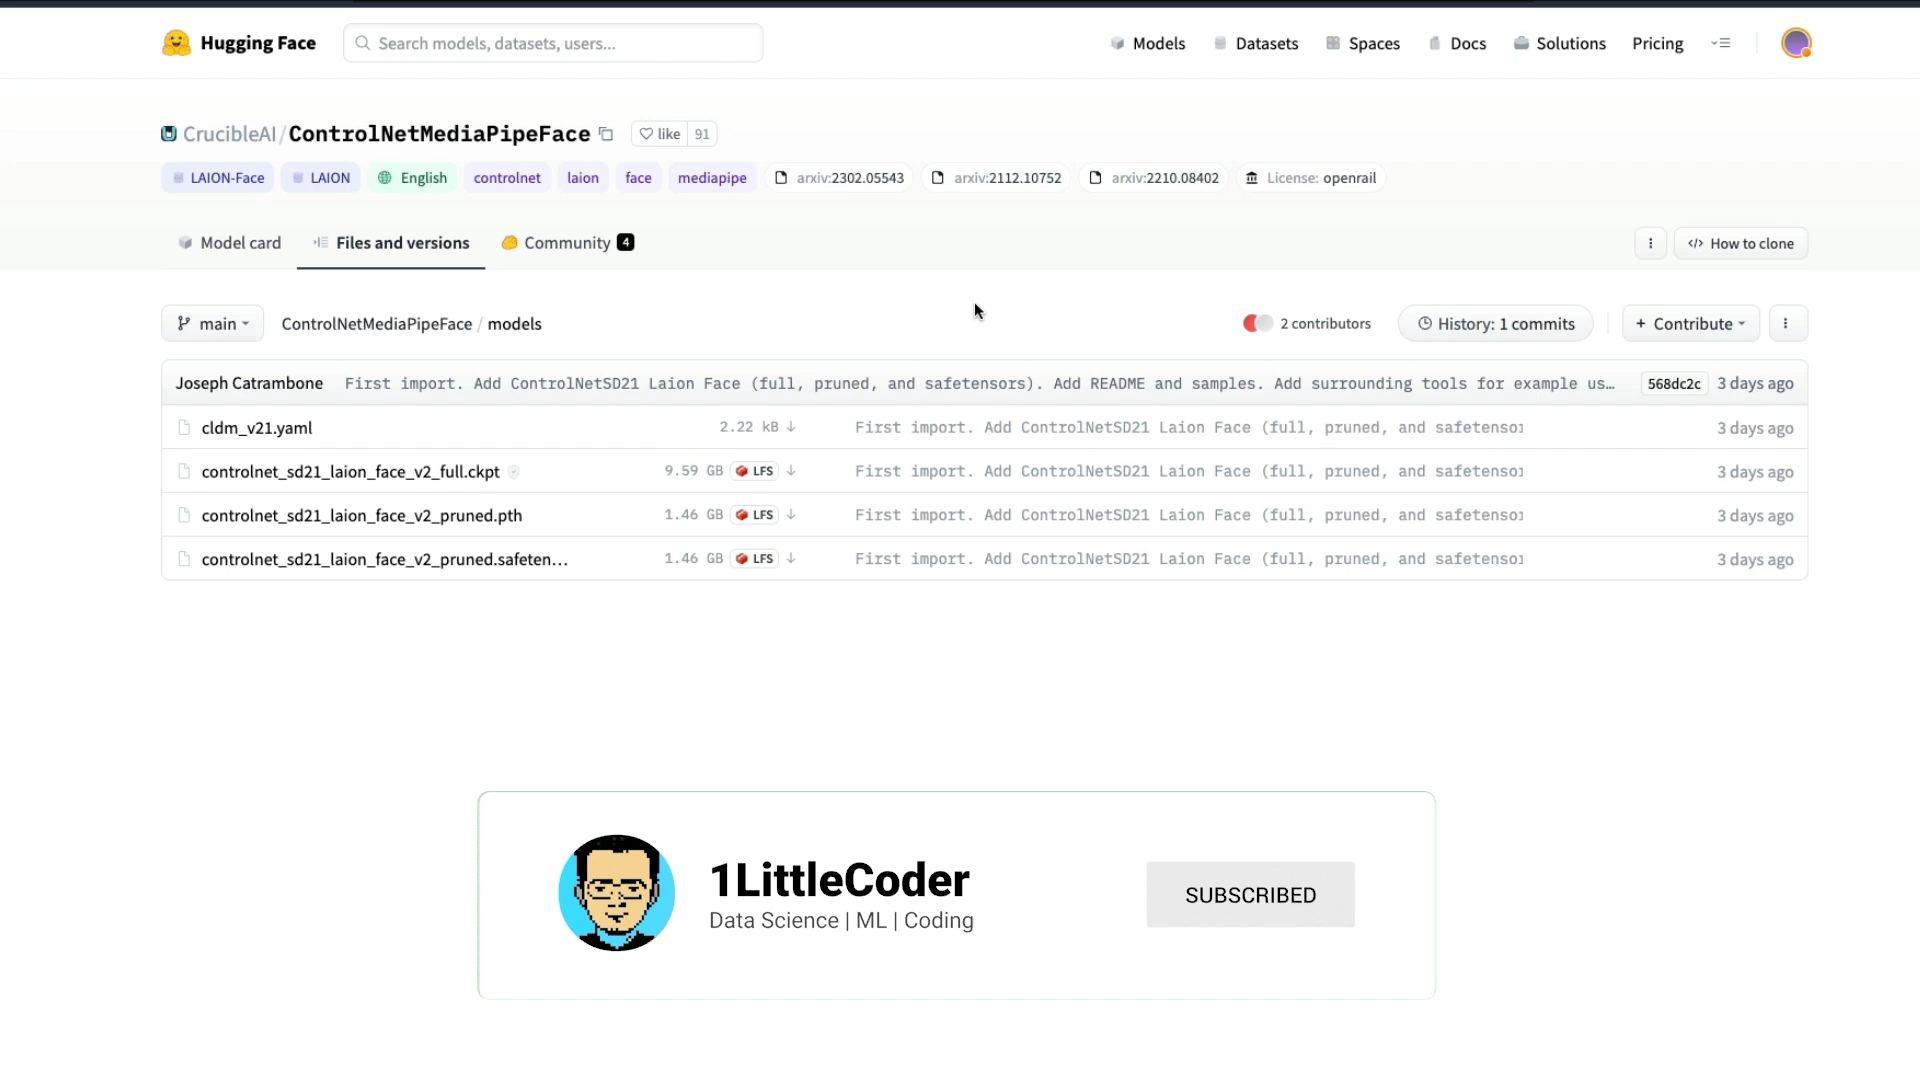 Hugging Face Search models, datasets, users... Models Datasets Spaces Docs Solutions Pricing
CrucibleAI/ControlNetMediaPipeFace like 91
LAION-Face LAION English controlnet laion face mediapipe arxiv:2302.05543 arxiv:2112.10752 arxiv:2210.08402 License: openrail
Model card Files and versions Community 4 How to clone
main ControlNetMediaPipeFace / models 2 contributors History: 1 commits + Contribute
Joseph Catrambone First import. Add ControlNetSD21 Laion Face (full, pruned, and safetensors). Add README and samples. Add surrounding tools for example us... 568dc2c 3 days ago
cldm_v21.yaml 2.22 kB First import. Add ControlNetSD21 Laion Face (full, pruned, and safetensor 3 days ago
controlnet_sd21_laion_face_v2_full.ckpt 9.59 GB LFS First import. Add ControlNetSD21 Laion Face (full, pruned, and safetensor 3 days ago
controlnet_sd21_laion_face_v2_pruned.pth 1.46 GB LFS First import. Add ControlNetSD21 Laion Face (full, pruned, and safetensor 3 days ago
controlnet_sd21_laion_face_v2_pruned.safeten... 1.46 GB LFS First import. Add ControlNetSD21 Laion Face (full, pruned, and safetensor 3 days ago
1LittleCoder
Data Science | ML | Coding
SUBSCRIBED